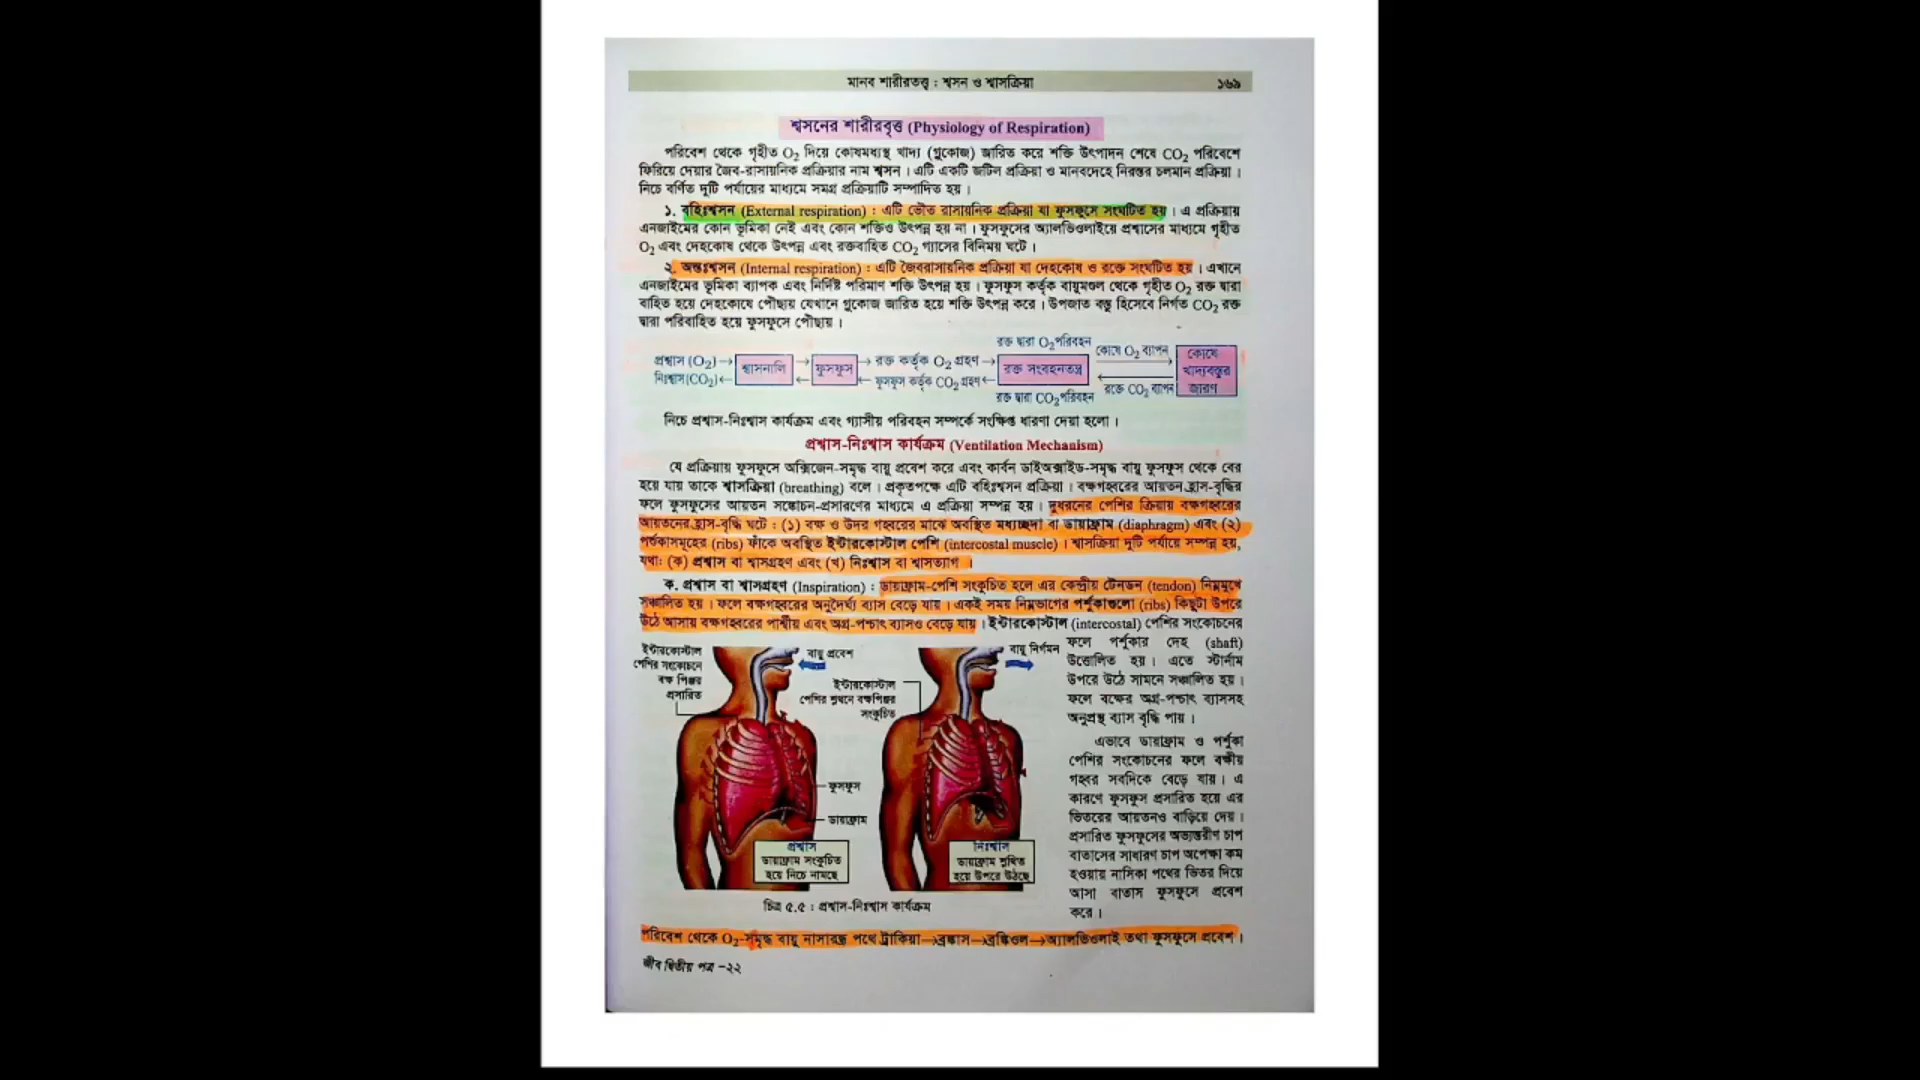 মানব শারীরতত্ত্ব : শ্বসন ও শ্বাসক্রিয়া ১৬৯
শ্বসনের শারীরবৃত্ত (Physiology of Respiration)
পরিবেশ থেকে গৃহীত O₂ দিয়ে কোষমধ্যস্থ খাদ্য (গ্লুকোজ) জারিত করে শক্তি উৎপাদন শেষে CO₂ পরিবেশে
ফিরিয়ে দেয়ার জৈব-রাসায়নিক প্রক্রিয়ার নাম শ্বসন । এটি একটি জটিল প্রক্রিয়া ও মানবদেহে নিরন্তর চলমান প্রক্রিয়া ।
নিচে বর্ণিত দুটি পর্যায়ের মাধ্যমে সমগ্র প্রক্রিয়াটি সম্পাদিত হয় ।
১. বহিঃশ্বসন (External respiration) : এটি ভৌত রাসায়নিক প্রক্রিয়া যা ফুসফুসে সংঘটিত হয় । এ প্রক্রিয়ায়
এনজাইমের কোন ভূমিকা নেই এবং কোন শক্তিও উৎপন্ন হয় না । ফুসফুসের অ্যালভিওলাইয়ে প্রশ্বাসের মাধ্যমে গৃহীত
O₂ এবং দেহকোষ থেকে উৎপন্ন এবং রক্তবাহিত CO₂ গ্যাসের বিনিময় ঘটে ।
২. অন্তঃশ্বসন (Internal respiration) : এটি জৈবরাসায়নিক প্রক্রিয়া যা দেহকোষ ও রক্তে সংঘটিত হয় । এখানে
এনজাইমের ভূমিকা ব্যাপক এবং নির্দিষ্ট পরিমাণ শক্তি উৎপন্ন হয় । ফুসফুস কর্তৃক বায়ুমণ্ডল থেকে গৃহীত O₂ রক্ত দ্বারা
বাহিত হয়ে দেহকোষে পৌছায় যেখানে গ্লুকোজ জারিত হয়ে শক্তি উৎপন্ন করে । উপজাত বস্তু হিসেবে নির্গত CO₂ রক্ত
দ্বারা পরিবাহিত হয়ে ফুসফুসে পৌছায় ।
রক্ত দ্বারা O₂পরিবহন
প্রশ্বাস (O₂)→ শ্বাসনালি → ফুসফুস → রক্ত কর্তৃক O₂ গ্রহণ → রক্ত সংবহনতন্ত্র কোষে O₂ ব্যাপন → কোষে খাদ্যবস্তুর জারণ
নিঃশ্বাস(CO₂)← ← ← ফুসফুস কর্তৃক CO₂ গ্রহণ← ← রক্তে CO₂ ব্যাপন
রক্ত দ্বারা CO₂পরিবহন
নিচে প্রশ্বাস-নিঃশ্বাস কার্যক্রম এবং গ্যাসীয় পরিবহন সম্পর্কে সংক্ষিপ্ত ধারণা দেয়া হলো ।
প্রশ্বাস-নিঃশ্বাস কার্যক্রম (Ventilation Mechanism)
যে প্রক্রিয়ায় ফুসফুসে অক্সিজেন-সমৃদ্ধ বায়ু প্রবেশ করে এবং কার্বন ডাইঅক্সাইড-সমৃদ্ধ বায়ু ফুসফুস থেকে বের
হয়ে যায় তাকে শ্বাসক্রিয়া (breathing) বলে । প্রকৃতপক্ষে এটি বহিঃশ্বসন প্রক্রিয়া । বক্ষগহ্বরের আয়তন হ্রাস-বৃদ্ধির
ফলে ফুসফুসের আয়তন সঙ্কোচন-প্রসারণের মাধ্যমে এ প্রক্রিয়া সম্পন্ন হয় । দুধরনের পেশির ক্রিয়ায় বক্ষগহ্বরের
আয়তনের হ্রাস-বৃদ্ধি ঘটে : (১) বক্ষ ও উদর গহ্বরের মাঝে অবস্থিত মধ্যচ্ছদা বা ডায়াফ্রাম (diaphragm) এবং (২)
পর্শুকাসমূহের (ribs) ফাঁকে অবস্থিত ইন্টারকোস্টাল পেশি (intercostal muscle) । শ্বাসক্রিয়া দুটি পর্যায়ে সম্পন্ন হয়,
যথা: (ক) প্রশ্বাস বা শ্বাসগ্রহণ এবং (খ) নিঃশ্বাস বা শ্বাসত্যাগ ।
ক. প্রশ্বাস বা শ্বাসগ্রহণ (Inspiration) : ডায়াফ্রাম-পেশি সংকুচিত হলে এর কেন্দ্রীয় টেনডন (tendon) নিম্নমুখে
সঞ্চালিত হয় । ফলে বক্ষগহ্বরের অনুদৈর্ঘ্য ব্যাস বেড়ে যায় । একই সময় নিম্নভাগের পর্শুকাগুলো (ribs) কিছুটা উপরে
উঠে আসায় বক্ষগহ্বরের পার্শ্বীয় এবং অগ্র-পশ্চাৎ ব্যাসও বেড়ে যায় । ইন্টারকোস্টাল (intercostal) পেশির সংকোচনের
ফলে পর্শুকার দেহ (shaft)
উত্তোলিত হয় । এতে স্টার্নাম
উপরে উঠে সামনে সঞ্চালিত হয় ।
ফলে বক্ষের অগ্র-পশ্চাৎ ব্যাসসহ
অনুপ্রস্থ ব্যাস বৃদ্ধি পায় ।
এভাবে ডায়াফ্রাম ও পর্শুকা
পেশির সংকোচনের ফলে বক্ষীয়
গহ্বর সবদিকে বেড়ে যায় । এ
কারণে ফুসফুস প্রসারিত হয়ে এর
ভিতরের আয়তনও বাড়িয়ে দেয় ।
প্রসারিত ফুসফুসের অভ্যন্তরীণ চাপ
বাতাসের সাধারণ চাপ অপেক্ষা কম
হওয়ায় নাসিকা পথের ভিতর দিয়ে
আসা বাতাস ফুসফুসে প্রবেশ
করে ।
ইন্টারকোস্টাল
পেশির সংকোচনে
বক্ষ পিঞ্জর
প্রসারিত
বায়ু প্রবেশ
ফুসফুস
ডায়াফ্রাম
প্রশ্বাস
ডায়াফ্রাম সংকুচিত
হয়ে নিচে নামছে
ইন্টারকোস্টাল
পেশির শ্লথনে বক্ষপিঞ্জর
সংকুচিত
বায়ু নির্গমন
নিঃশ্বাস
ডায়াফ্রাম শ্লথিত
হয়ে উপরে উঠছে
চিত্র ৫.৫ : প্রশ্বাস-নিঃশ্বাস কার্যক্রম
পরিবেশ থেকে O₂-সমৃদ্ধ বায়ু নাসারন্ধ্র পথে ট্রাকিয়া→ব্রঙ্কাস→ব্রঙ্কিওল→অ্যালভিওলাই তথা ফুসফুসে প্রবেশ ।
জীব দ্বিতীয় পত্র -২২